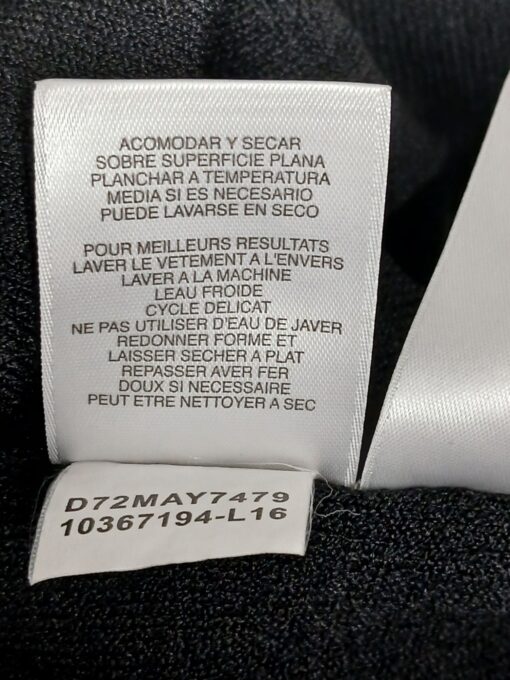 ACOMODAR Y SECAR
SOBRE SUPERFICIE PLANA
PLANCHAR A TEMPERATURA
MEDIA SI ES NECESARIO
PUEDE LAVARSE EN SECO
POUR MEILLEURS RESULTATS
LAVER LE VETEMENT A L'ENVERS
LAVER A LA MACHINE
LEAU FROIDE
CYCLE DELICAT
NE PAS UTILISER D'EAU DE JAVER
REDONNER FORME ET
LAISSER SECHER A PLAT
REPASSER AVER FER
DOUX SI NECESSAIRE
PEUT ETRE NETTOYER A SEC
D72MAY7479
10367194-L16